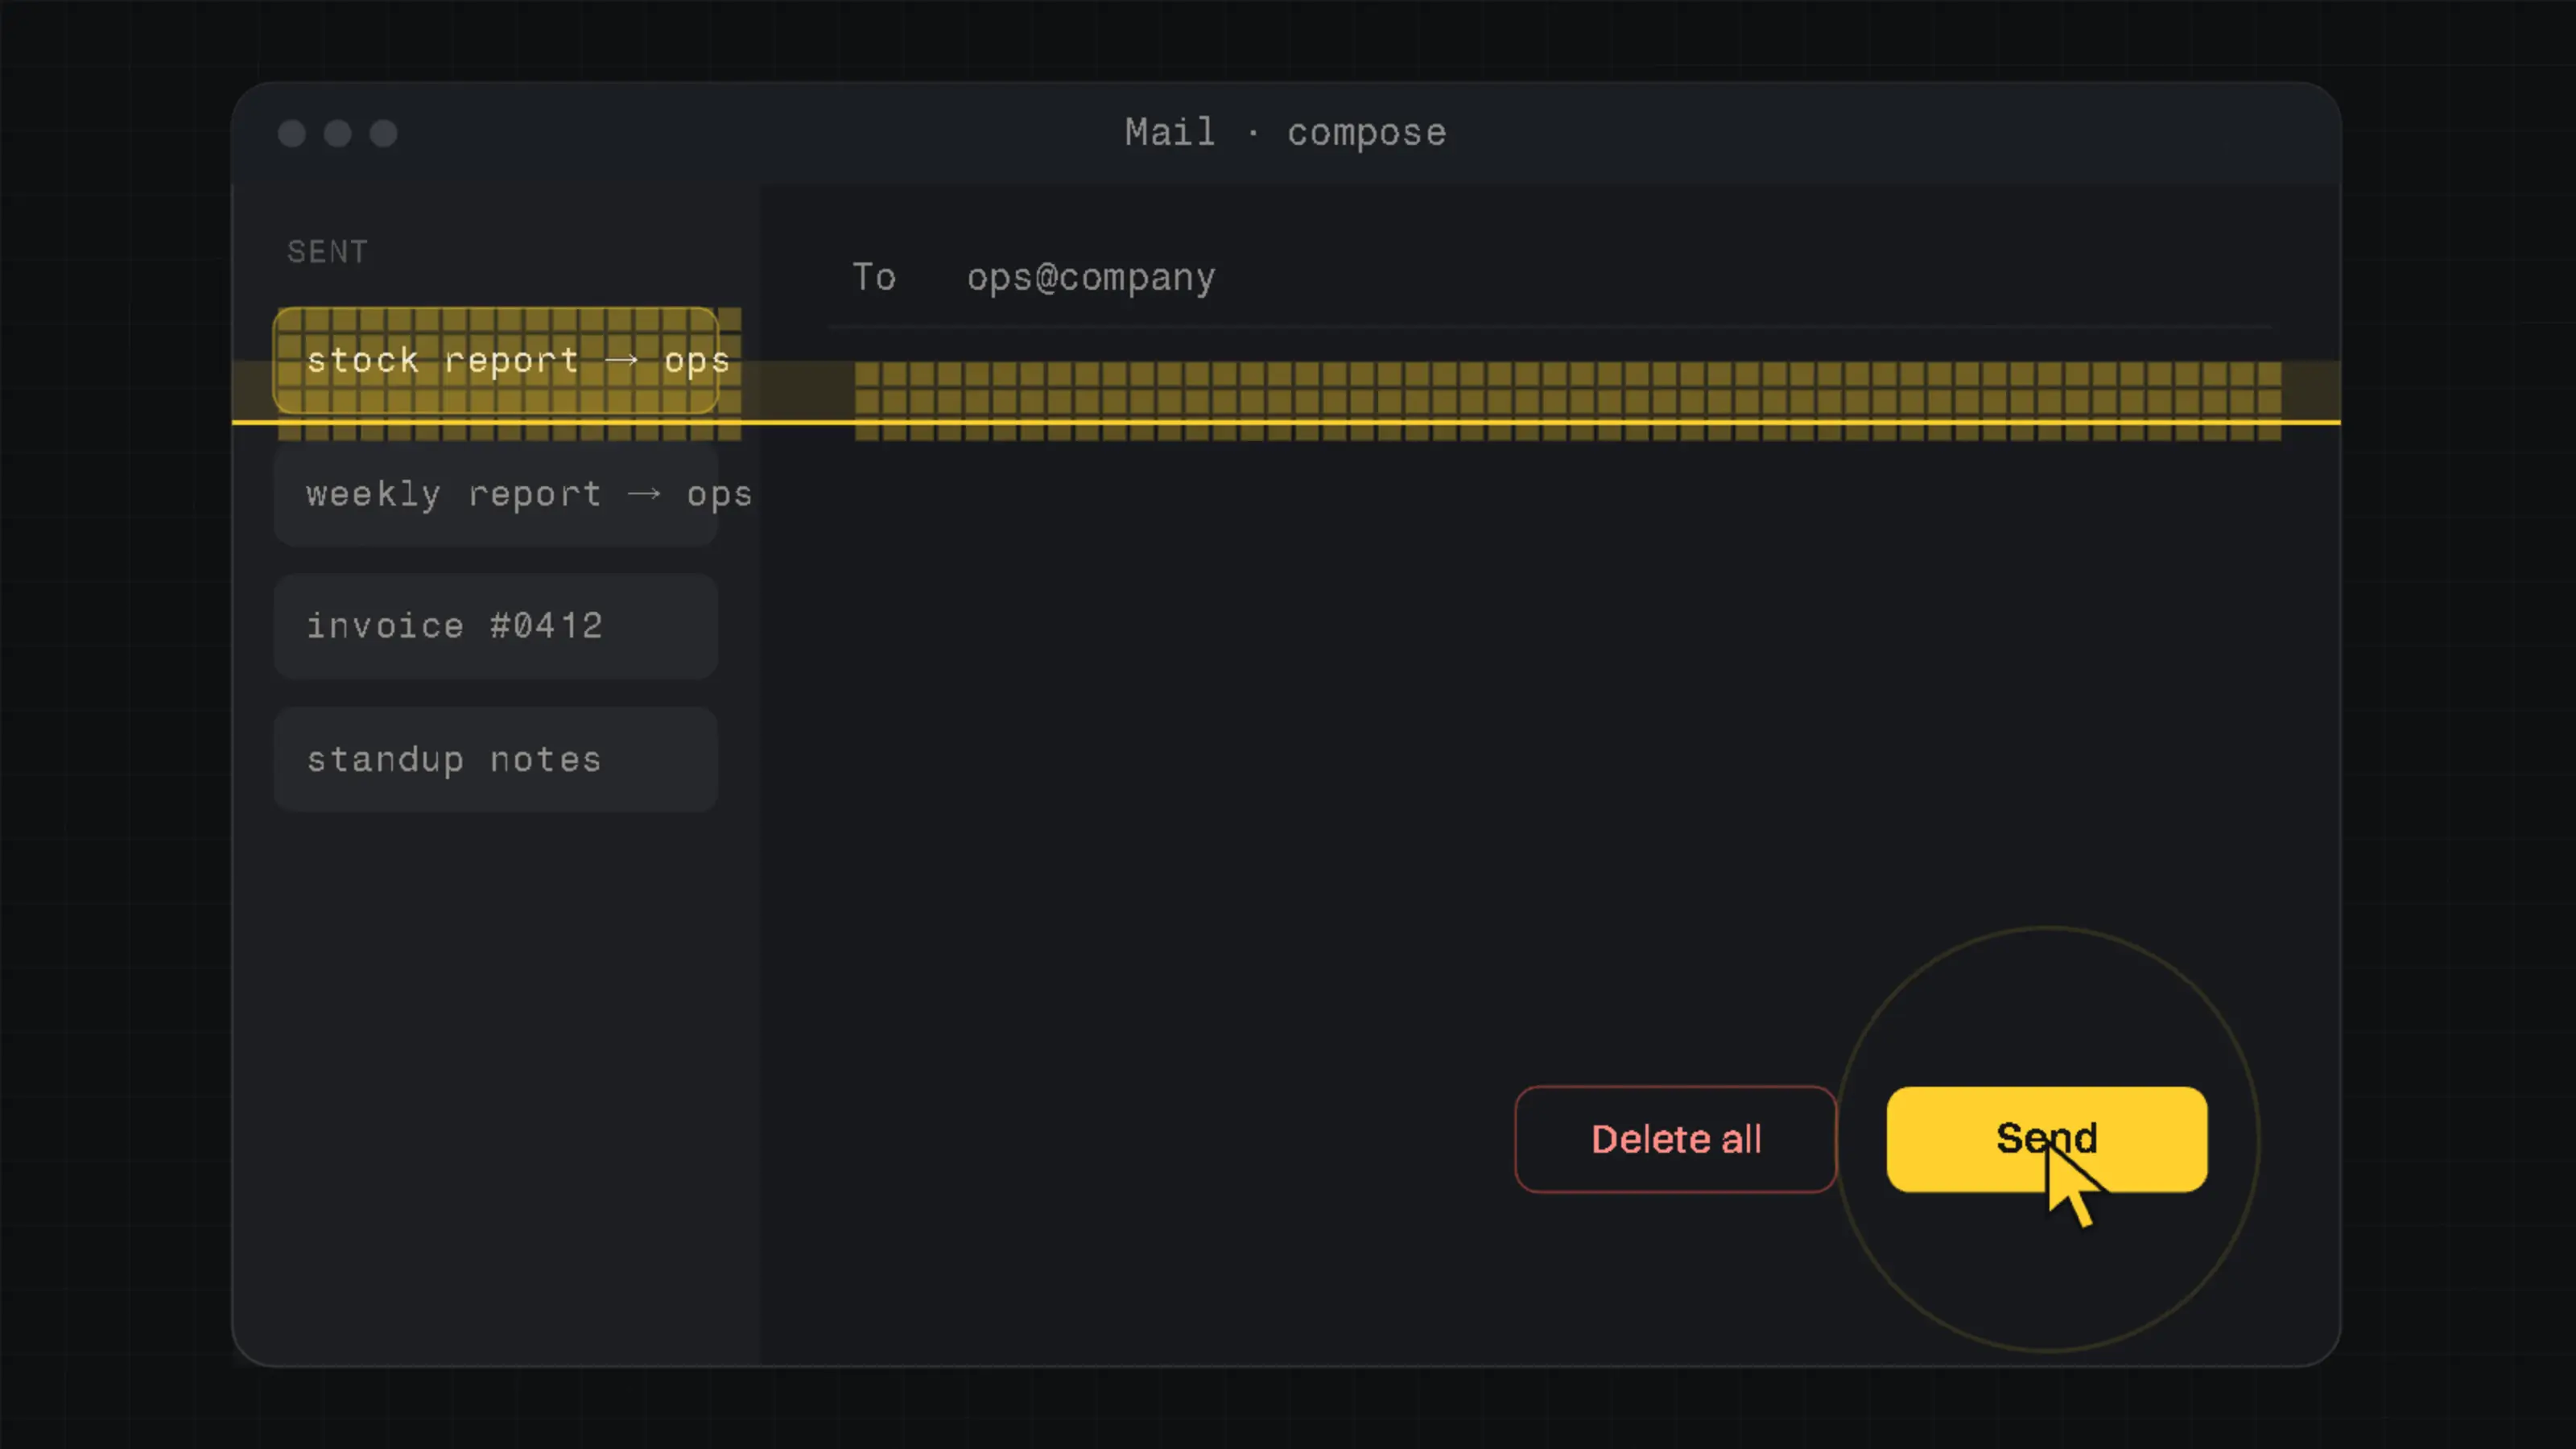 Mail · compose
SENT
stock report → ops
weekly report → ops
invoice #0412
standup notes
To ops@company
Delete all
Send